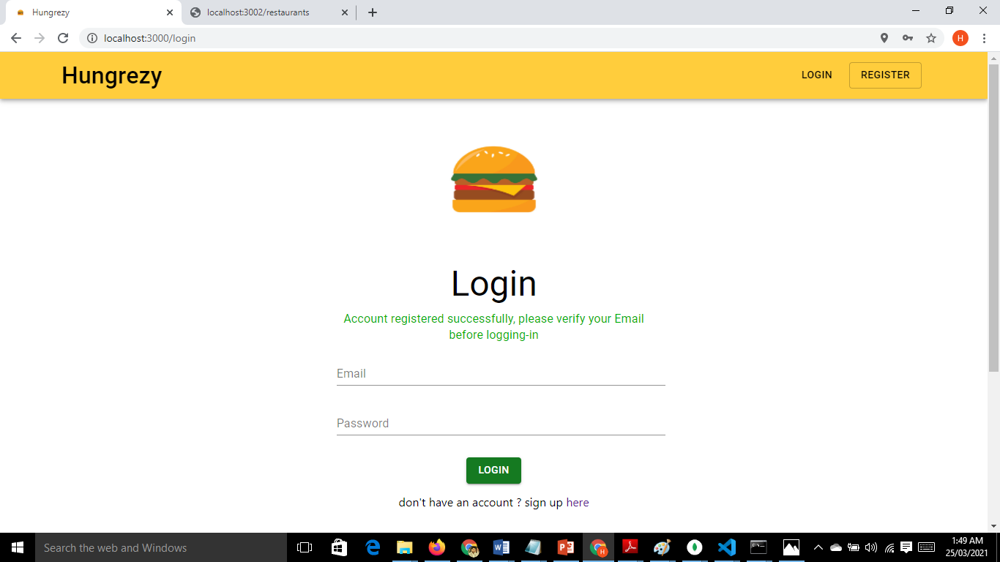 Hungrezy
localhost:3002/restaurants
localhost:3000/login
H
Hungrezy
LOGIN
REGISTER
Login
Account registered successfully, please verify your Email
before logging-in
Email
Password
LOGIN
don't have an account ? sign up here
Search the web and Windows
1:49 AM
25/03/2021